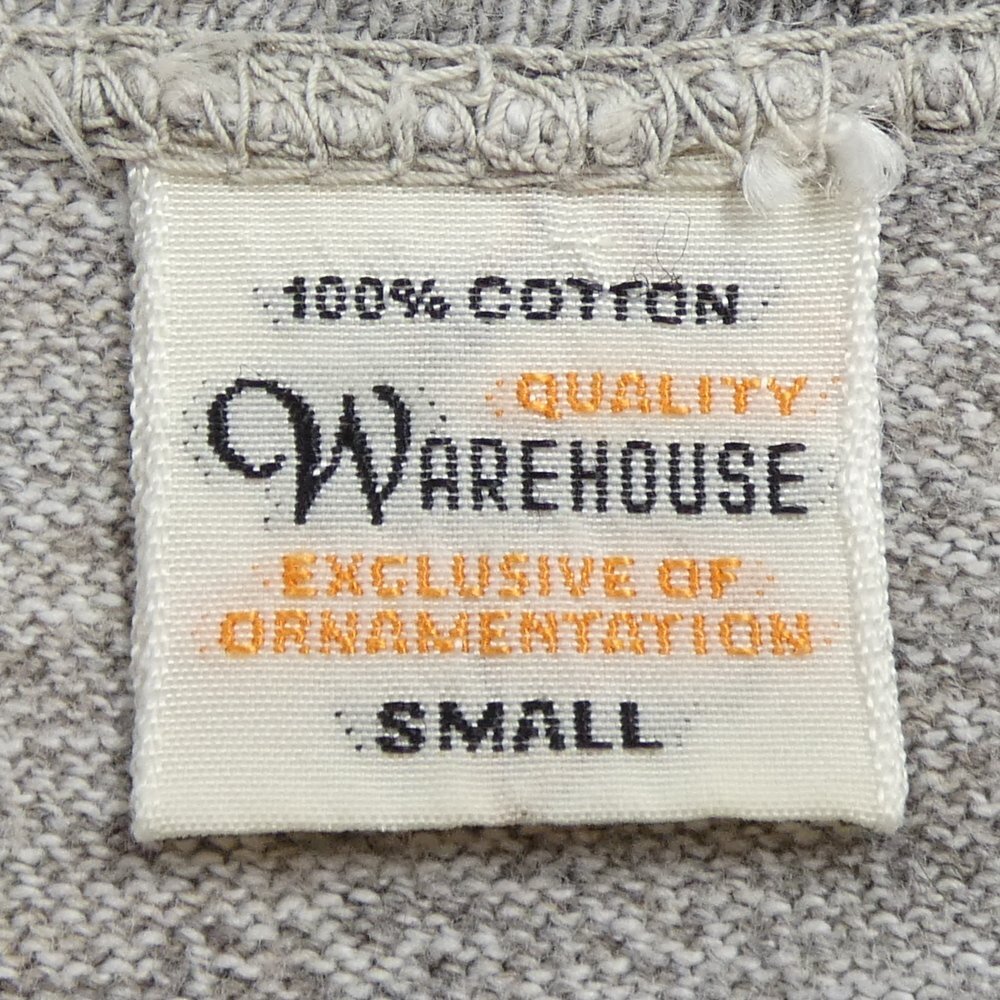 100% COTTON
QUALITY
WAREHOUSE
EXCLUSIVE OF
ORNAMENTATION
SMALL